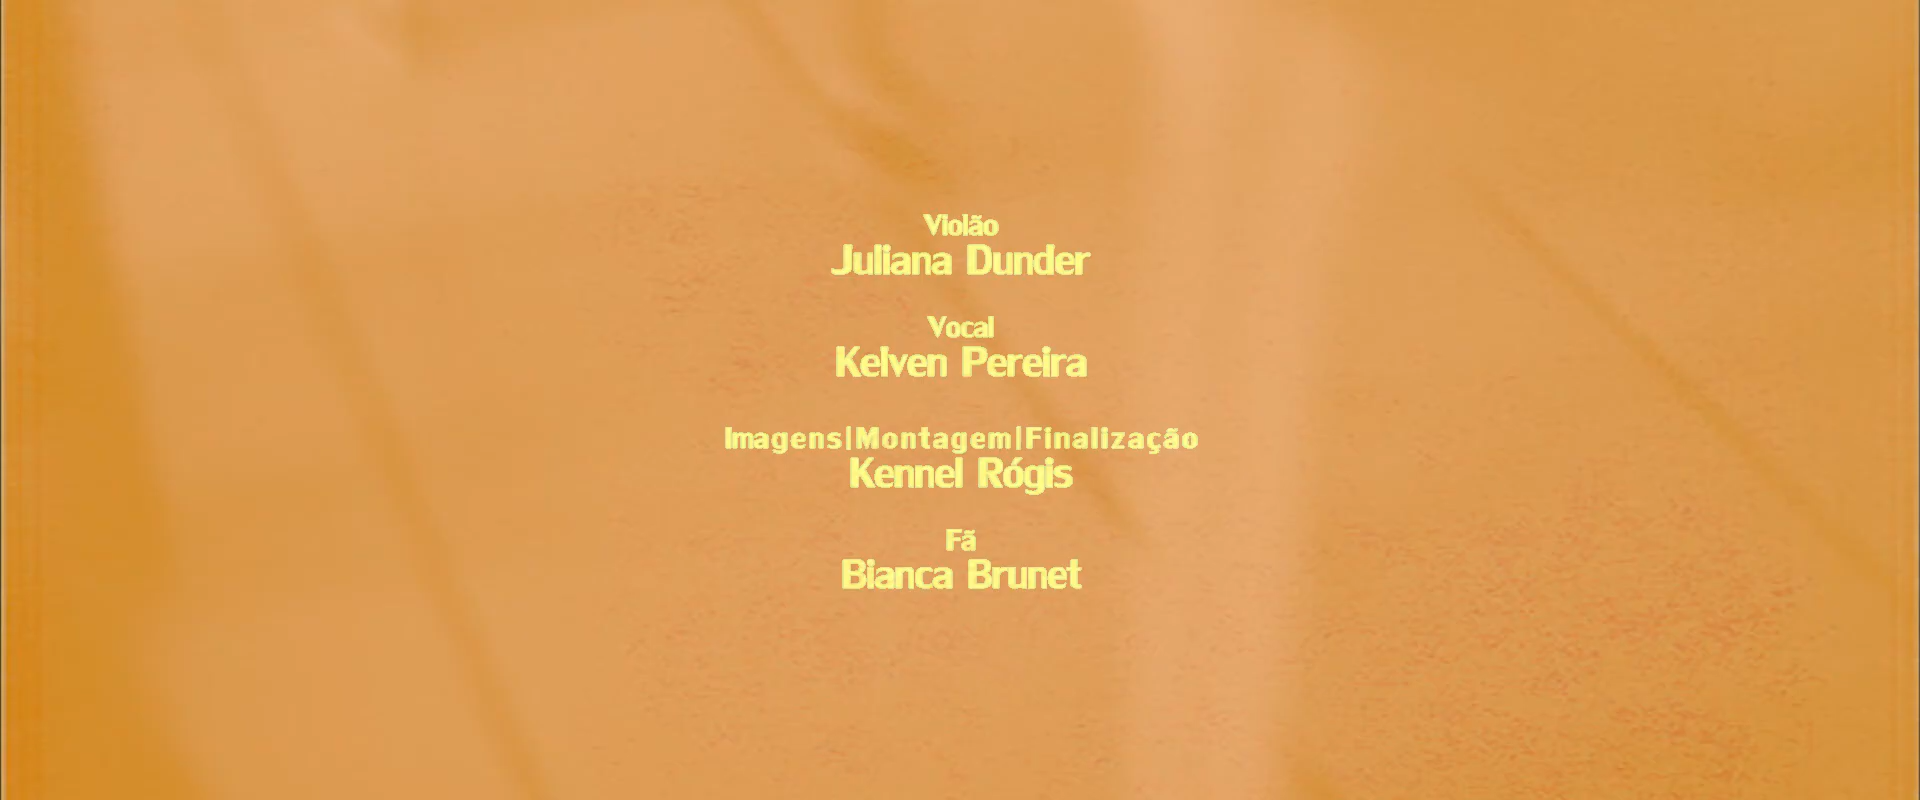 Violão
Juliana Dunder
Vocal
Kelven Pereira
Imagens|Montagem|Finalização
Kennel Rógis
Fã
Bianca Brunet